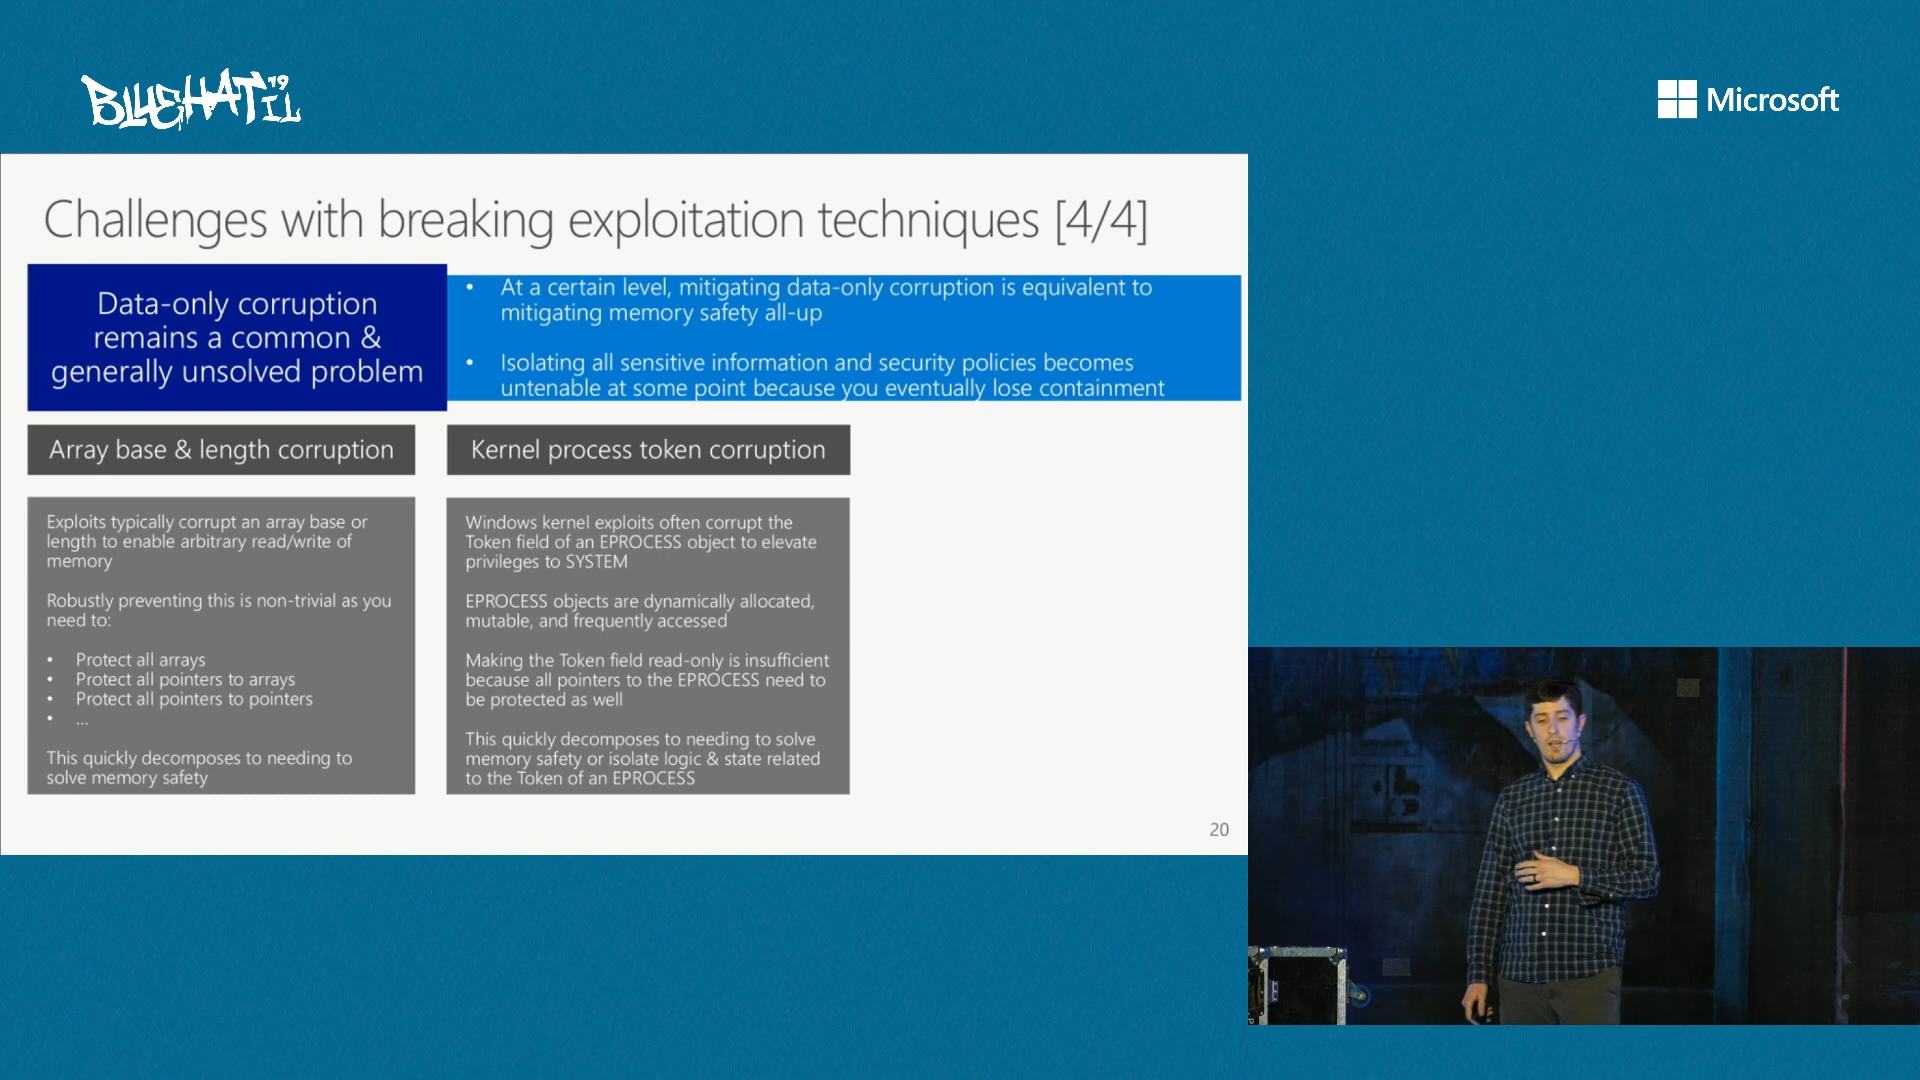 BLUEHAT IL '19
Microsoft
Challenges with breaking exploitation techniques [4/4]
Data-only corruption
remains a common &
generally unsolved problem
• At a certain level, mitigating data-only corruption is equivalent to
mitigating memory safety all-up
• Isolating all sensitive information and security policies becomes
untenable at some point because you eventually lose containment
Array base & length corruption
Exploits typically corrupt an array base or
length to enable arbitrary read/write of
memory
Robustly preventing this is non-trivial as you
need to:
• Protect all arrays
• Protect all pointers to arrays
• Protect all pointers to pointers
• ...
This quickly decomposes to needing to
solve memory safety
Kernel process token corruption
Windows kernel exploits often corrupt the
Token field of an EPROCESS object to elevate
privileges to SYSTEM
EPROCESS objects are dynamically allocated,
mutable, and frequently accessed
Making the Token field read-only is insufficient
because all pointers to the EPROCESS need to
be protected as well
This quickly decomposes to needing to solve
memory safety or isolate logic & state related
to the Token of an EPROCESS
20